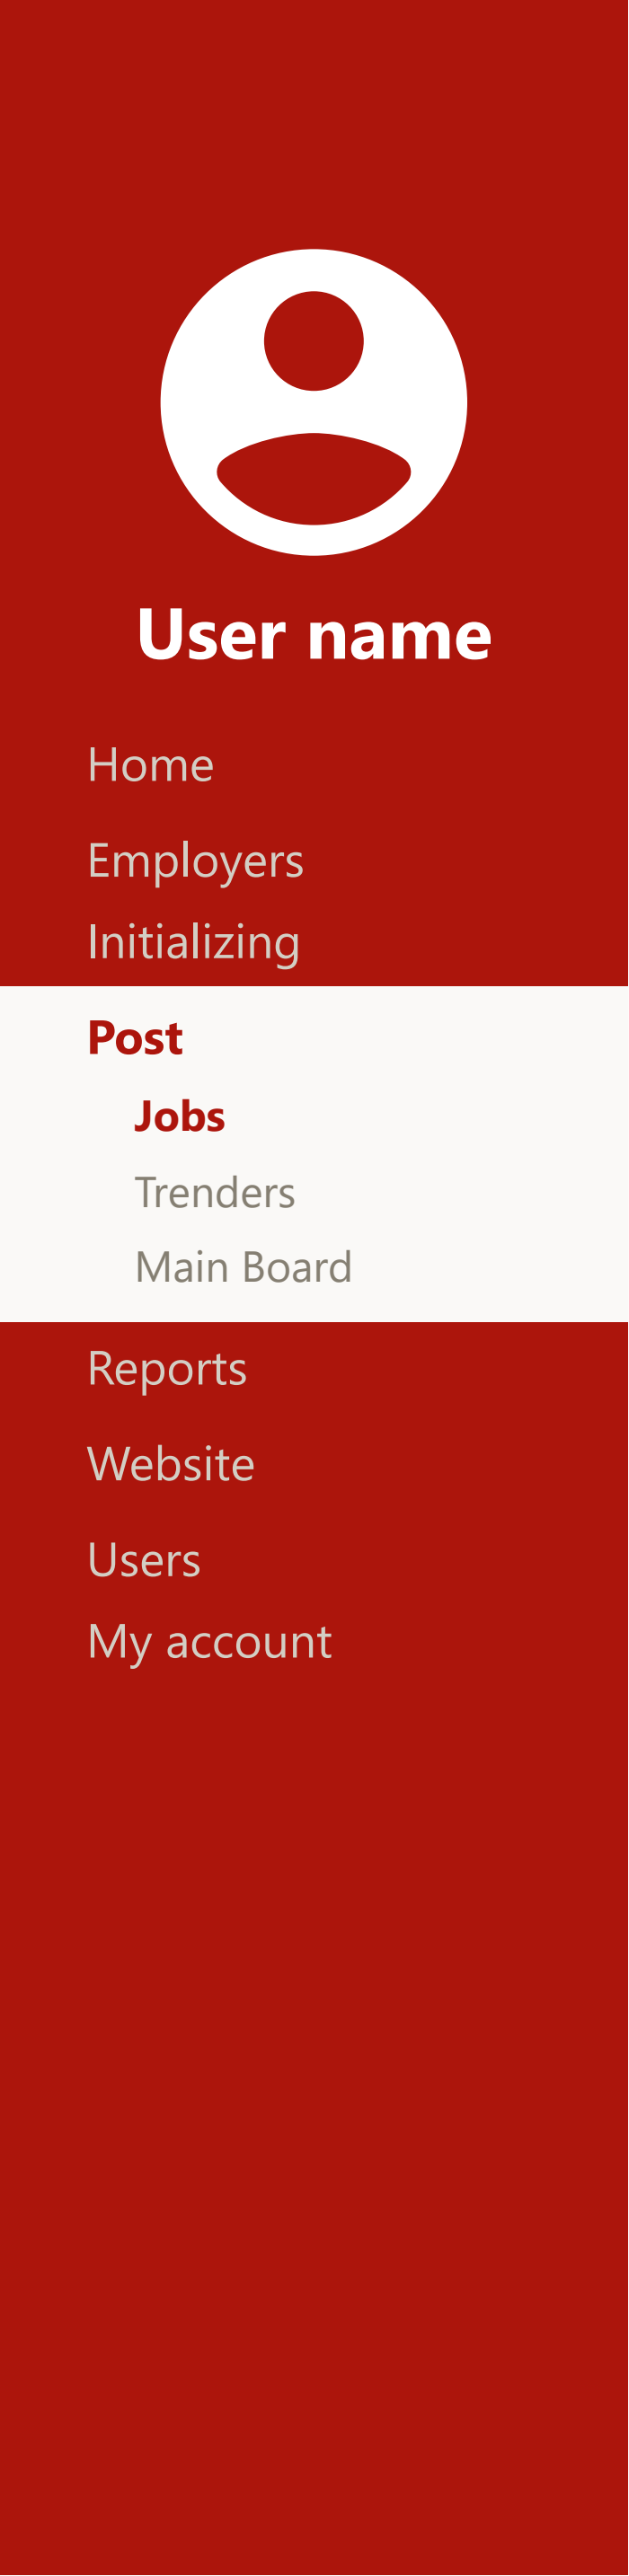 User name
Home
Employers
Initializing
Post
Jobs
Trenders
Main Board
Reports
Website
Users
My account